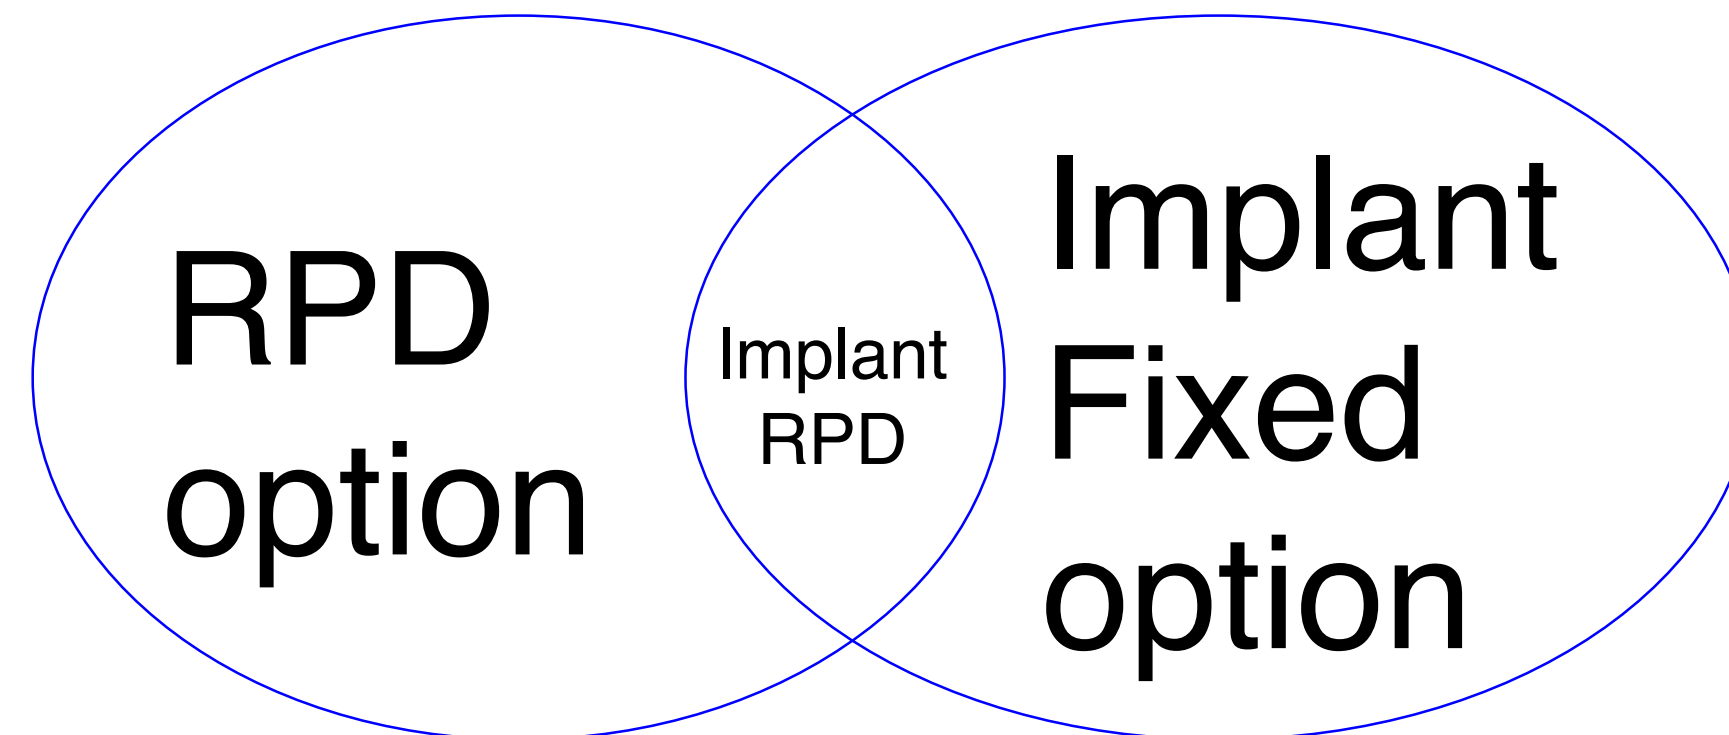 RPD
option
Implant
RPD
Implant
Fixed
option